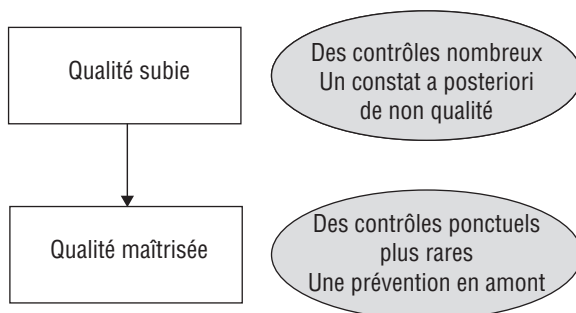 Qualité subie
Des contrôles nombreux
Un constat a posteriori
de non qualité
Qualité maîtrisée
Des contrôles ponctuels
plus rares
Une prévention en amont